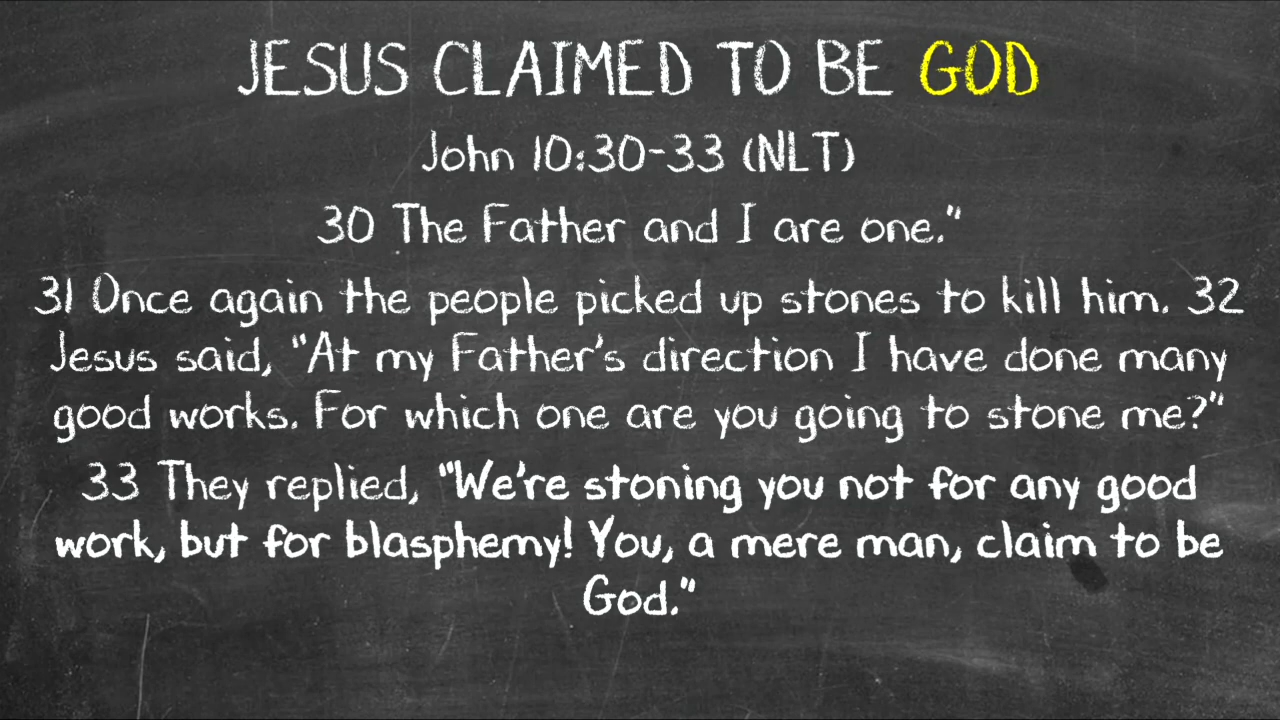 JESUS CLAIMED TO BE GOD
John 10:30-33 (NLT)
30 The Father and I are one."
31 Once again the people picked up stones to kill him. 32
Jesus said, "At my Father's direction I have done many
good works. For which one are you going to stone me?"
33 They replied, "We're stoning you not for any good
work, but for blasphemy! You, a mere man, claim to be
God."